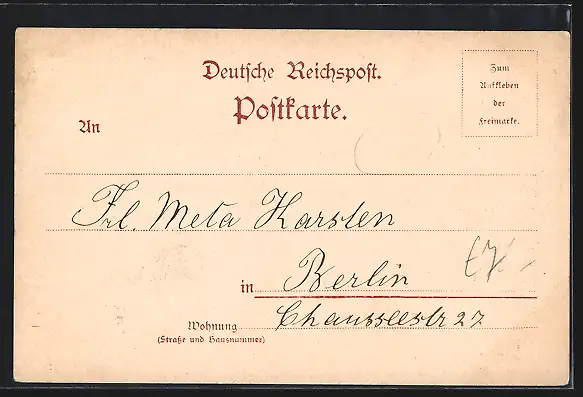 Deutsche Reichspost.
Postkarte.
Zum
Aufkleben
der
Freimarke.
An
Frl. Meta Karsten
in Berlin
Wohnung Chausseestr 27
(Straße und Hausnummer)